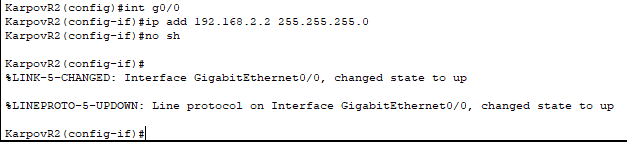 KarpovR2(config)#int g0/0
KarpovR2(config-if)#ip add 192.168.2.2 255.255.255.0
KarpovR2(config-if)#no sh
KarpovR2(config-if)#
%LINK-5-CHANGED: Interface GigabitEthernet0/0, changed state to up
%LINEPROTO-5-UPDOWN: Line protocol on Interface GigabitEthernet0/0, changed state to up
KarpovR2(config-if)#